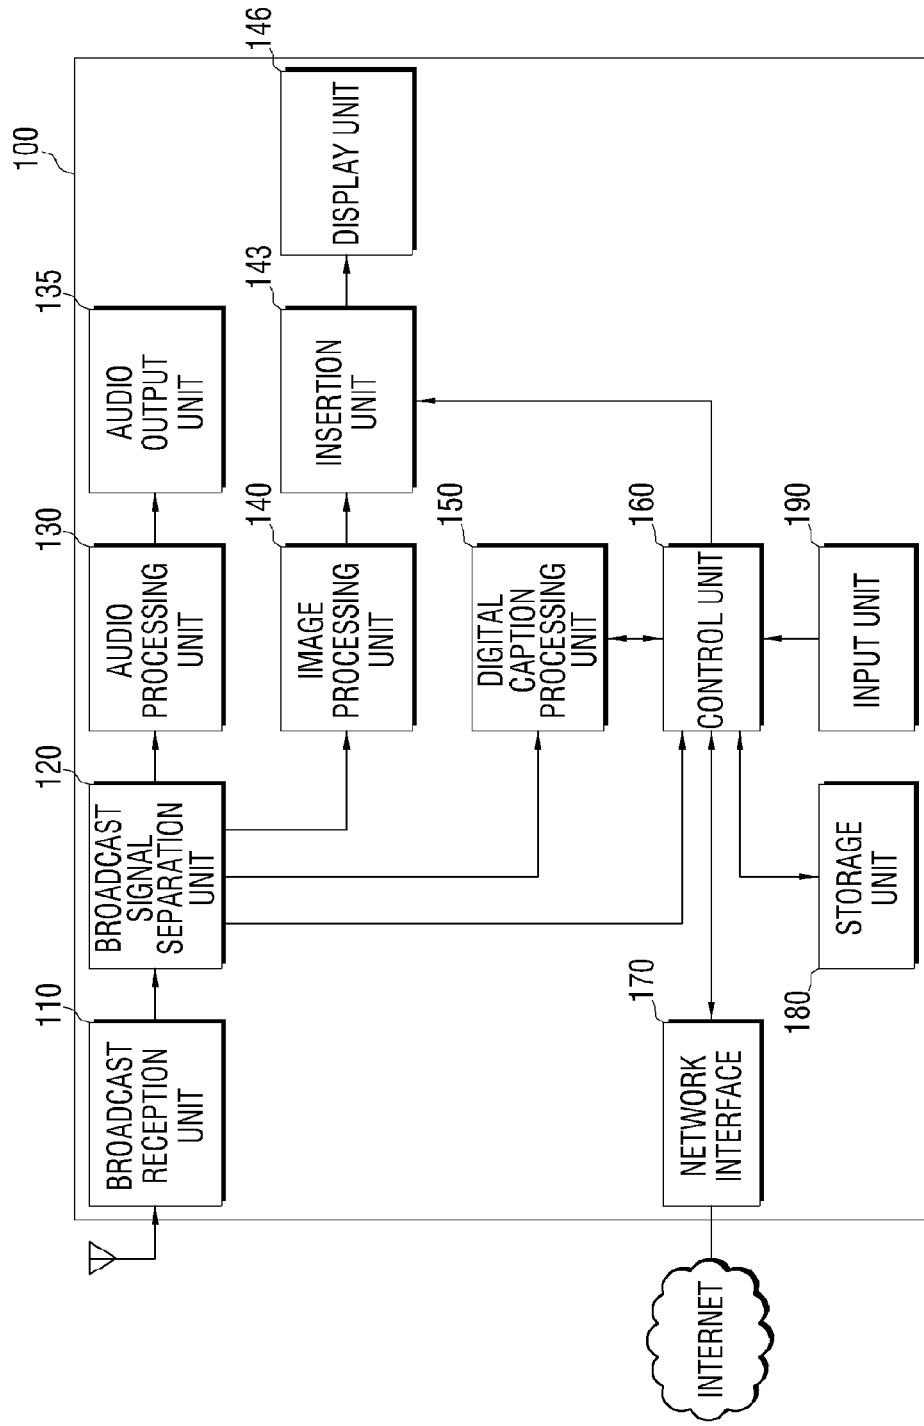 100
110
BROADCAST
RECEPTION
UNIT
120
BROADCAST
SIGNAL
SEPARATION
UNIT
130
AUDIO
PROCESSING
UNIT
135
AUDIO
OUTPUT
UNIT
140
IMAGE
PROCESSING
UNIT
143
INSERTION
UNIT
146
DISPLAY UNIT
150
DIGITAL
CAPTION
PROCESSING
UNIT
160
CONTROL UNIT
170
NETWORK
INTERFACE
INTERNET
180
STORAGE
UNIT
190
INPUT UNIT